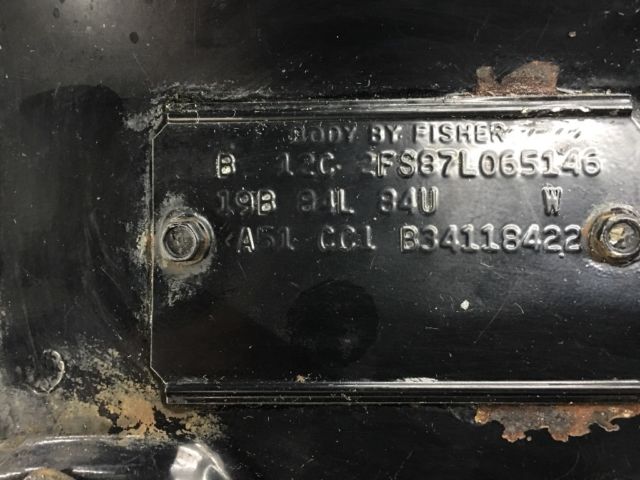 BODY BY FISHER
B 12C 2FS87L065146
19B 84L 84U W
A51 CC1 B34118422